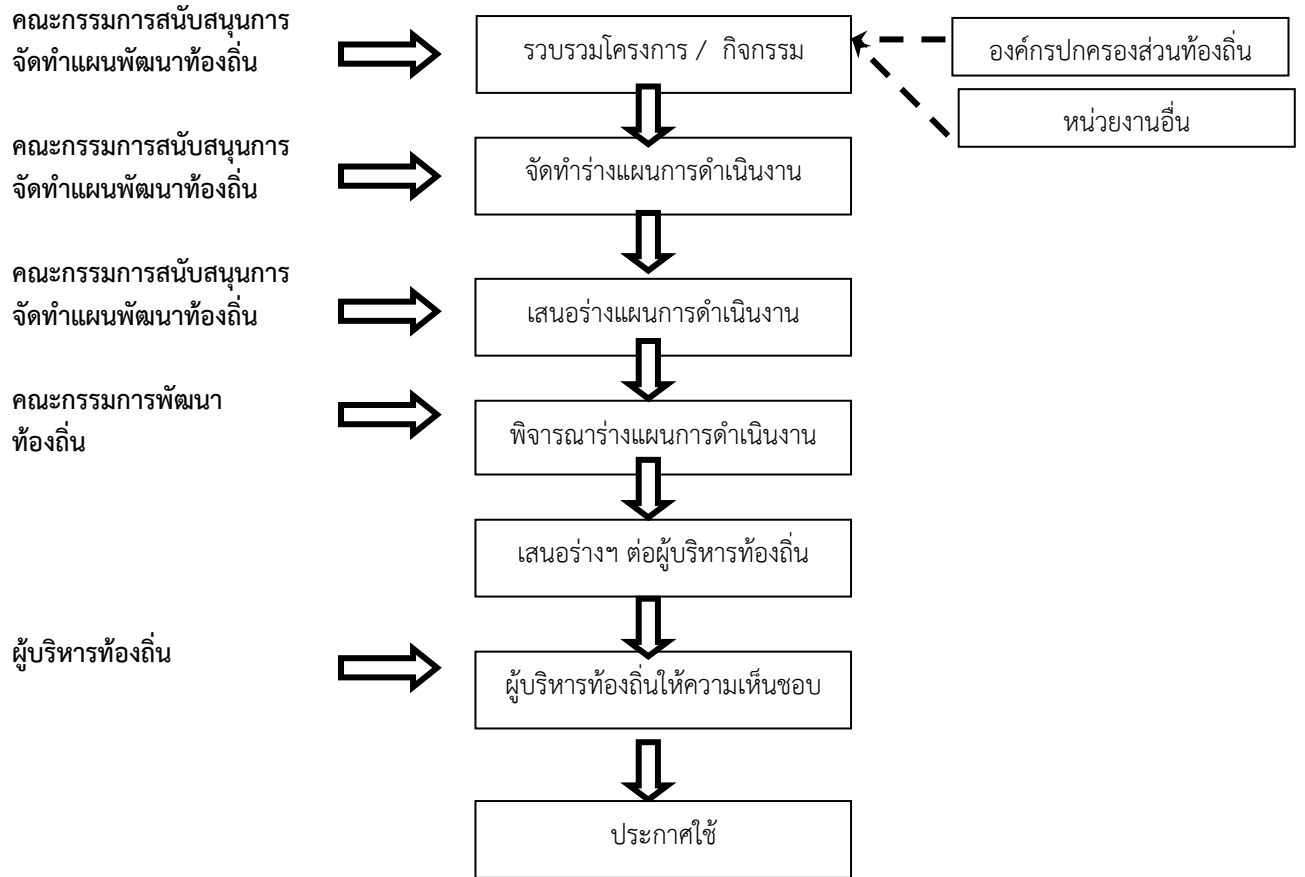 คณะกรรมการสนับสนุนการ
จัดทำแผนพัฒนาท้องถิ่น
รวบรวมโครงการ / กิจกรรม
องค์กรปกครองส่วนท้องถิ่น
หน่วยงานอื่น
คณะกรรมการสนับสนุนการ
จัดทำแผนพัฒนาท้องถิ่น
จัดทำร่างแผนการดำเนินงาน
คณะกรรมการสนับสนุนการ
จัดทำแผนพัฒนาท้องถิ่น
เสนอร่างแผนการดำเนินงาน
คณะกรรมการพัฒนา
ท้องถิ่น
พิจารณาร่างแผนการดำเนินงาน
เสนอร่างฯ ต่อผู้บริหารท้องถิ่น
ผู้บริหารท้องถิ่น
ผู้บริหารท้องถิ่นให้ความเห็นชอบ
ประกาศใช้